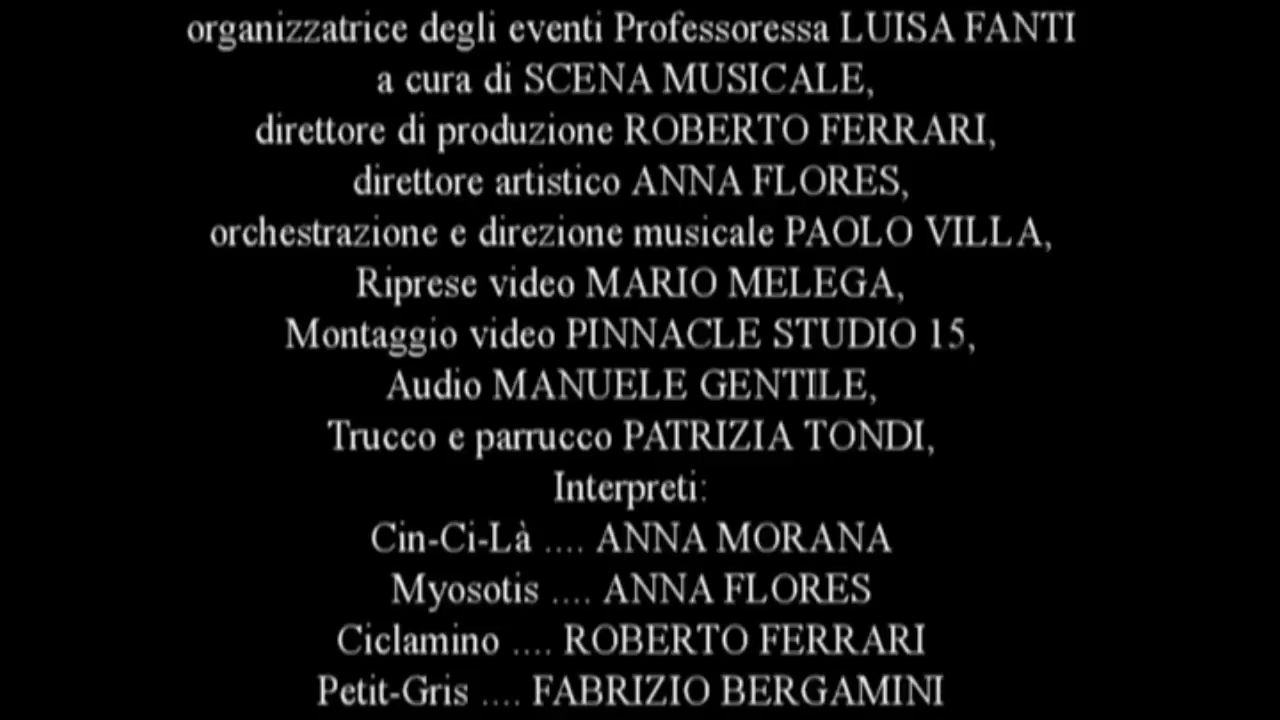 organizzatrice degli eventi Professoressa LUISA FANTI
a cura di SCENA MUSICALE,
direttore di produzione ROBERTO FERRARI,
direttore artistico ANNA FLORES,
orchestrazione e direzione musicale PAOLO VILLA,
Riprese video MARIO MELEGA,
Montaggio video PINNACLE STUDIO 15,
Audio MANUELE GENTILE,
Trucco e parrucco PATRIZIA TONDI,
Interpreti:
Cin-Ci-Là .... ANNA MORANA
Myosotis .... ANNA FLORES
Ciclamino .... ROBERTO FERRARI
Petit-Gris .... FABRIZIO BERGAMINI